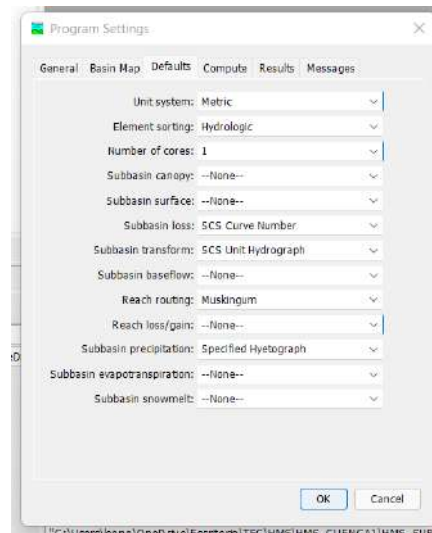 Program Settings
General Basin Map Defaults Compute Results Messages
Unit system: Metric
Element sorting: Hydrologic
Number of cores: 1
Subbasin canopy: --None--
Subbasin surface: --None--
Subbasin loss: SCS Curve Number
Subbasin transform: SCS Unit Hydrograph
Subbasin baseflow: --None--
Reach routing: Muskingum
Reach loss/gain: --None--
Subbasin precipitation: Specified Hyetograph
Subbasin evapotranspiration: --None--
Subbasin snowmelt: --None--
OK Cancel